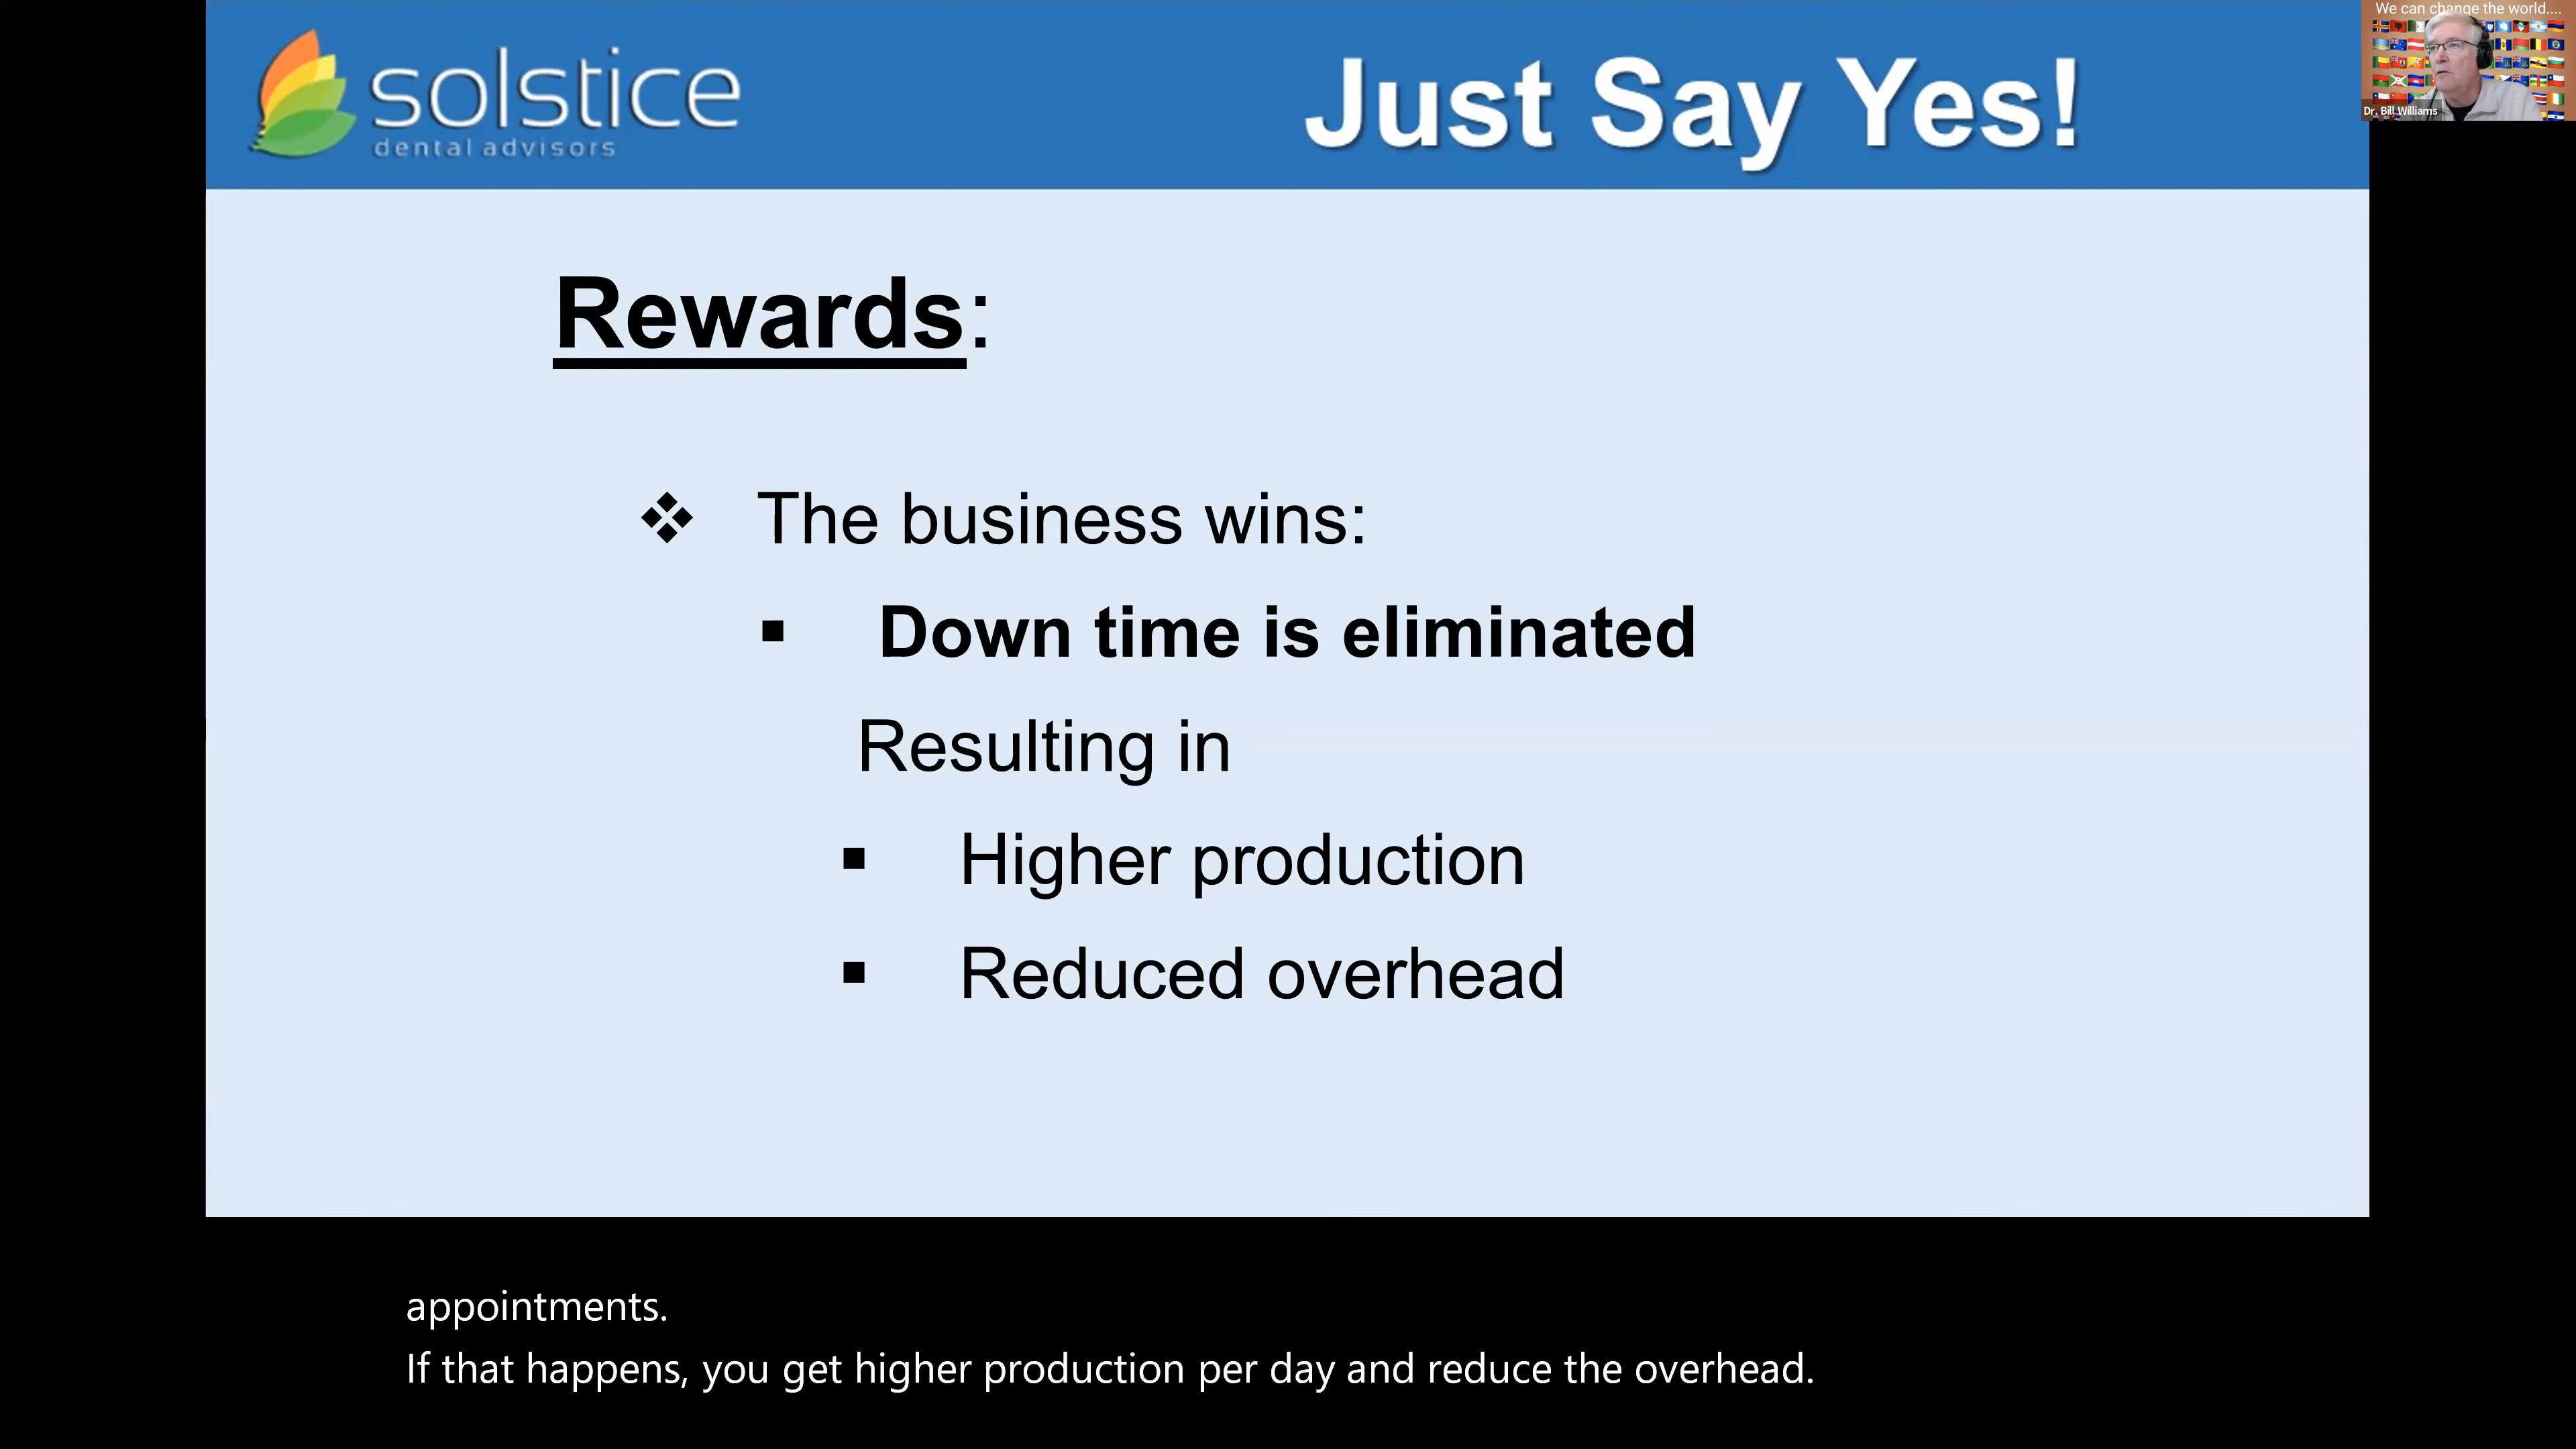 solstice
dental advisors
Just Say Yes!
We can change the world....
Dr. Bill Williams
Rewards:
❖ The business wins:
▪ Down time is eliminated
Resulting in
▪ Higher production
▪ Reduced overhead
appointments.
If that happens, you get higher production per day and reduce the overhead.